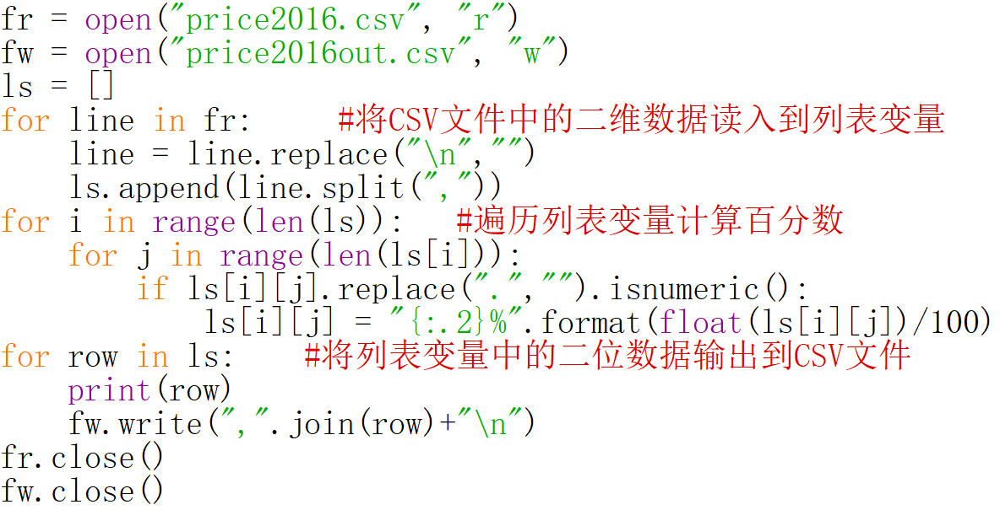 fr = open("price2016.csv", "r")
fw = open("price2016out.csv", "w")
ls = []
for line in fr:     #将CSV文件中的二维数据读入到列表变量
    line = line.replace("\n","")
    ls.append(line.split(","))
for i in range(len(ls)):   #遍历列表变量计算百分数
    for j in range(len(ls[i])):
        if ls[i][j].replace(".","").isnumeric():
            ls[i][j] = "{:.2}%".format(float(ls[i][j])/100)
for row in ls:    #将列表变量中的二位数据输出到CSV文件
    print(row)
    fw.write(",".join(row)+"\n")
fr.close()
fw.close()